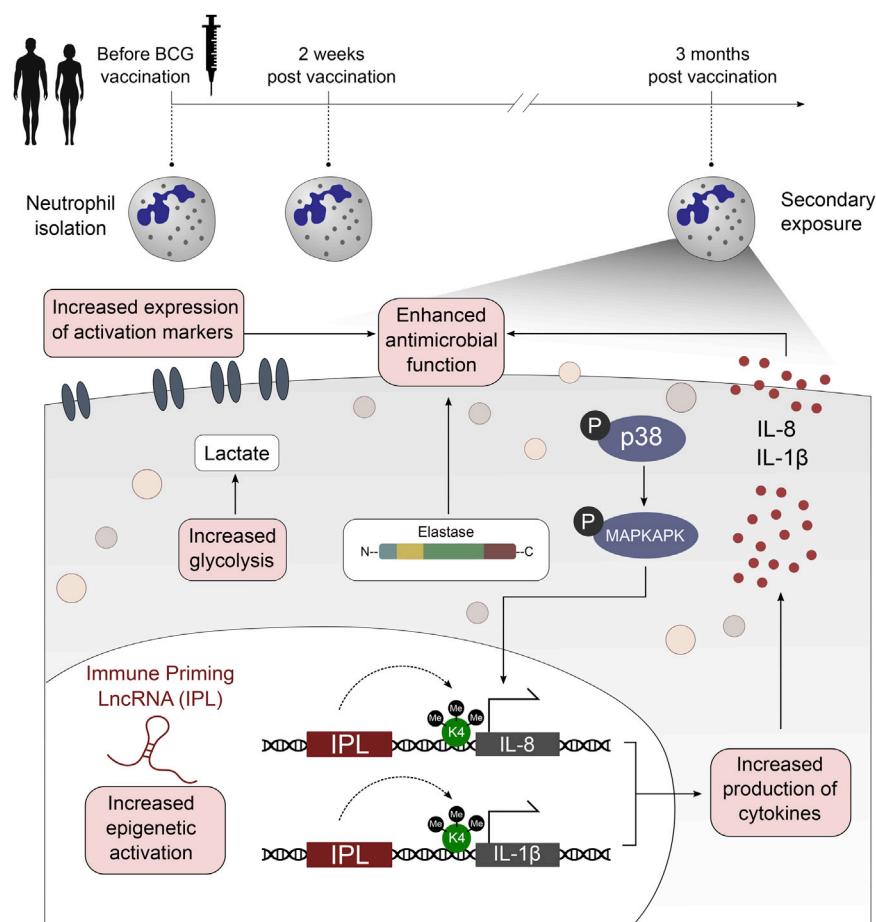 Before BCG
vaccination
2 weeks
post vaccination
3 months
post vaccination
Neutrophil
isolation
Secondary
exposure
Increased expression
of activation markers
Enhanced
antimicrobial
function
P
p38
IL-8
IL-1β
Lactate
Increased
glycolysis
Elastase
N--
--C
P
MAPKAPK
Immune Priming
LncRNA (IPL)
Increased
epigenetic
activation
Me
Me
Me
K4
IPL
IL-8
Me
Me
Me
K4
IPL
IL-1β
Increased
production of
cytokines